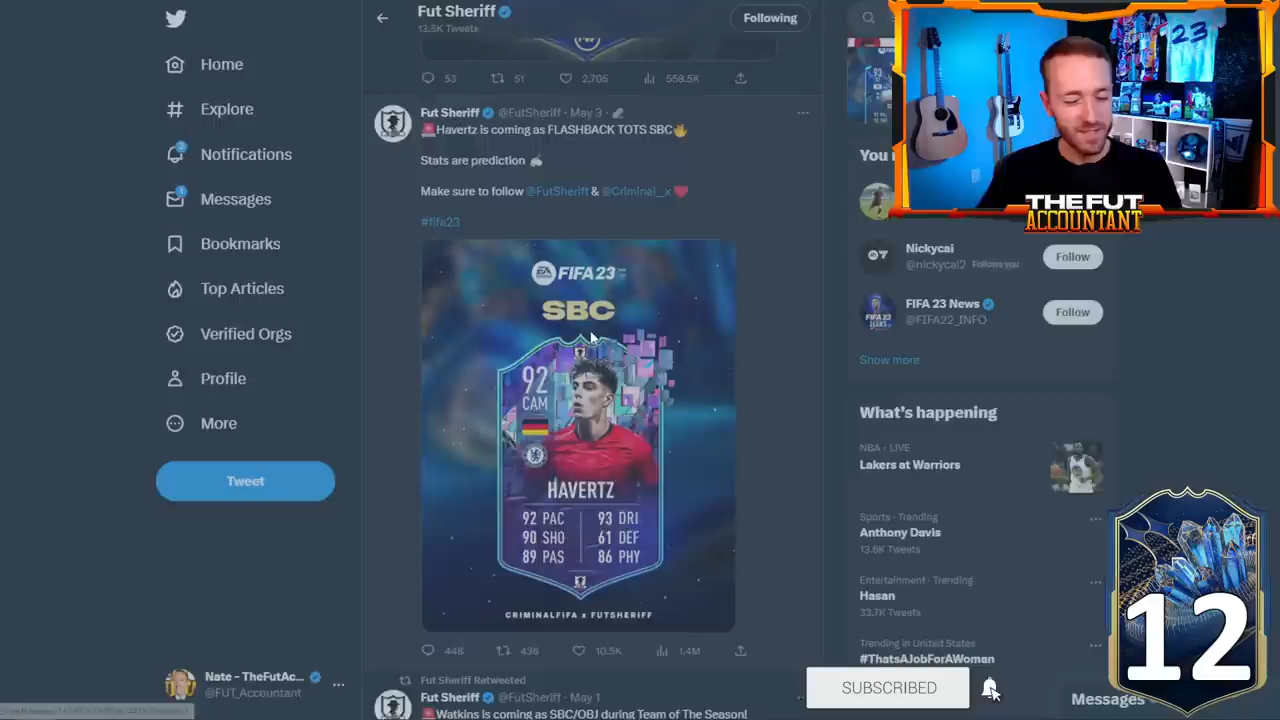 Fut Sheriff
13.5K Tweets
Following
53
51
2,705
558.5K
Home
Explore
Notifications
2
Messages
1
Bookmarks
Top Articles
Verified Orgs
Profile
More
Tweet
Nate - TheFutAc...
@FUT_Accountant
Fut Sheriff @FutSheriff · May 3
Havertz is coming as FLASHBACK TOTS SBC
Stats are prediction
Make sure to follow @FutSheriff & @Criminal__x
#fifa23
EA FIFA 23
SBC
92
CAM
HAVERTZ
92 PAC 93 DRI
90 SHO 61 DEF
89 PAS 86 PHY
CRIMINALFIFA x FUTSHERIFF
448
436
10.5K
1.4M
Fut Sheriff Retweeted
Fut Sheriff @FutSheriff · May 1
Watkins is coming as SBC/OBJ during Team of The Season!
23
THE FUT
ACCOUNTANT
Nickycai
@nickycai2 Follows you
Follow
FIFA 23 News
@FIFA22_INFO
Follow
Show more
What's happening
NBA · LIVE
Lakers at Warriors
Sports · Trending
Anthony Davis
13.6K Tweets
Entertainment · Trending
Hasan
33.7K Tweets
Trending in United States
#ThatsAJobForAWoman
SUBSCRIBED
Messages
12